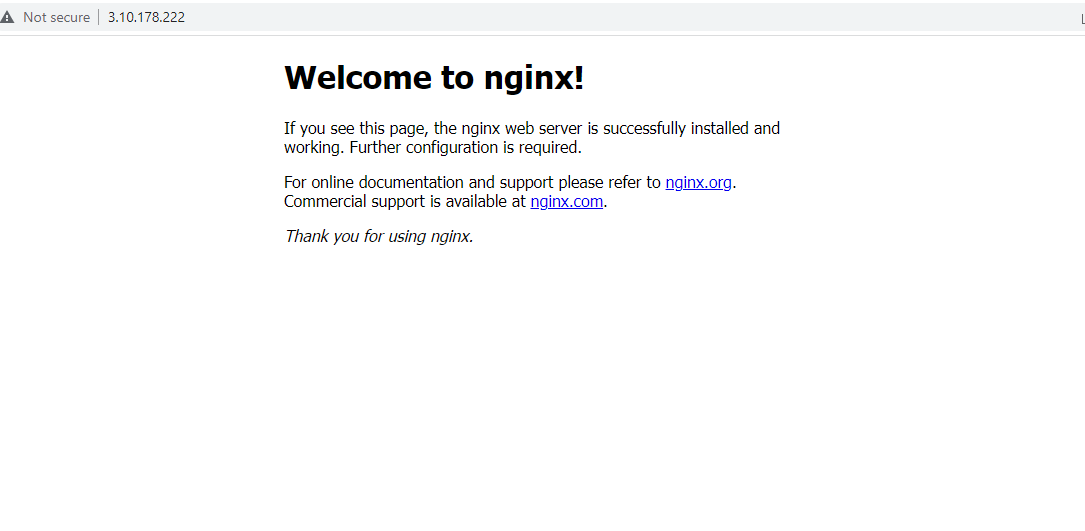 Not secure 3.10.178.222
Welcome to nginx!
If you see this page, the nginx web server is successfully installed and
working. Further configuration is required.
For online documentation and support please refer to nginx.org.
Commercial support is available at nginx.com.
Thank you for using nginx.